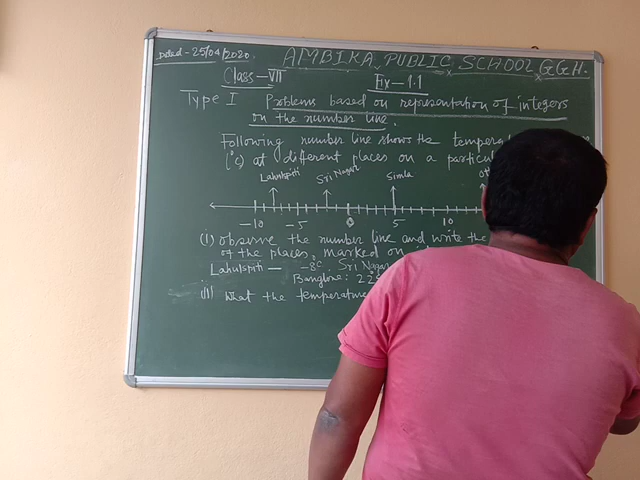 Dated - 25/04/2020
AMBIKA PUBLIC SCHOOL G.G.H.
Class - VII
Ex - 1.1
Type I Problems based on representation of integers
on the number line.
Following number line shows the
(°c) at different places on a
Lahulspiti Sri Nagar Simla
-10 -5 0 5 10
(i) observe the number line and write the
of the places, marked on
Lahulspiti — -8°c Sri Nagar
Banglore: 22°
(ii) What the temperature